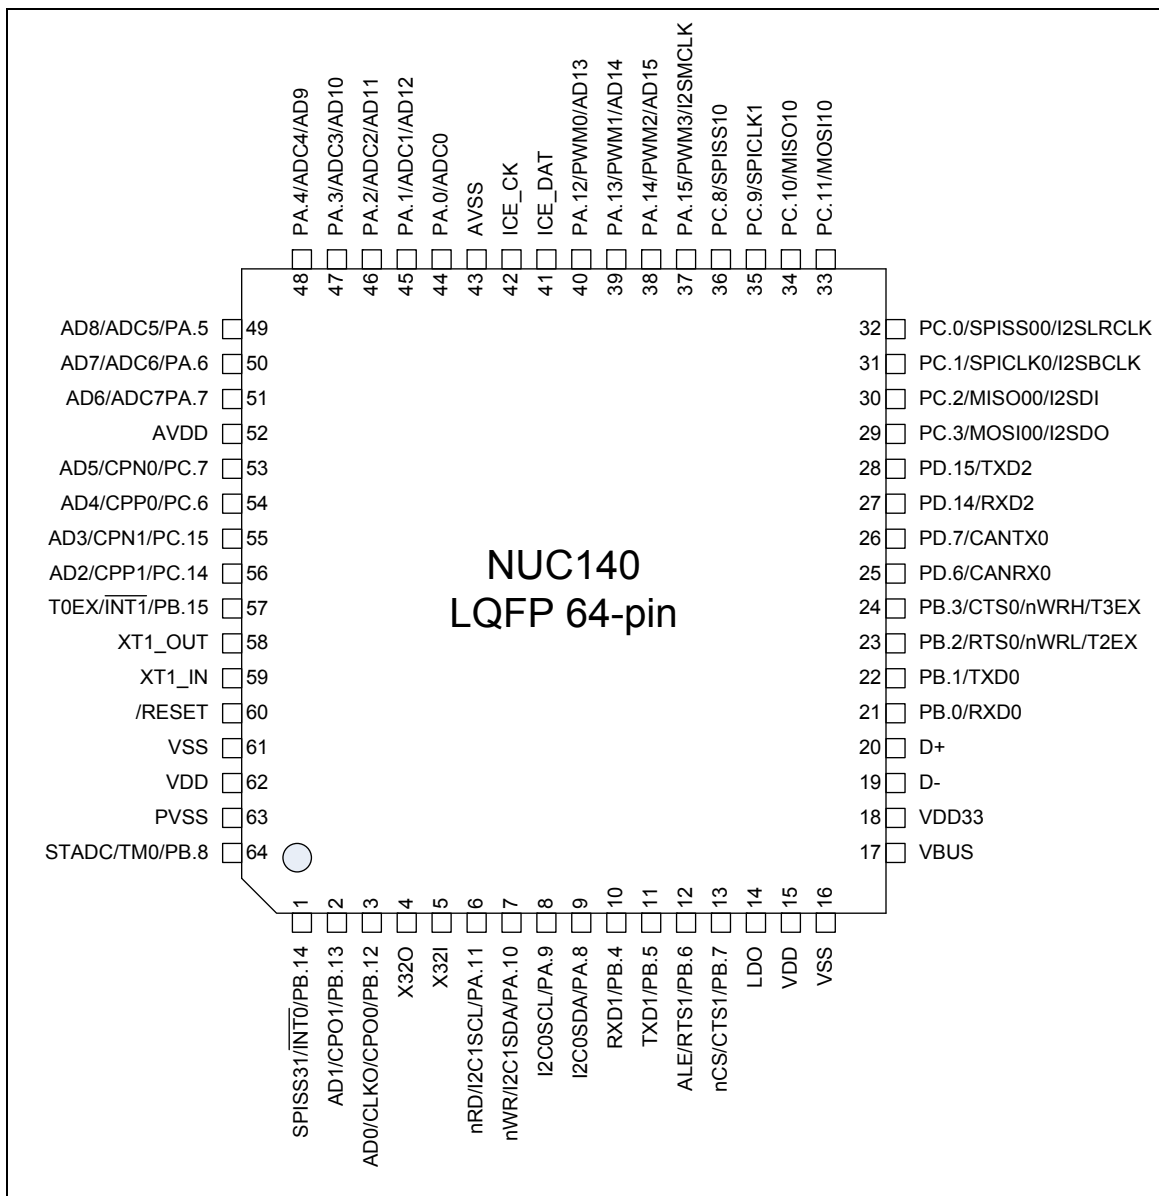 PA.4/ADC4/AD9
PA.3/ADC3/AD10
PA.2/ADC2/AD11
PA.1/ADC1/AD12
PA.0/ADC0
AVSS
ICE_CK
ICE_DAT
PA.12/PWM0/AD13
PA.13/PWM1/AD14
PA.14/PWM2/AD15
PA.15/PWM3/I2SMCLK
PC.8/SPISS10
PC.9/SPICLK1
PC.10/MISO10
PC.11/MOSI10
48
47
46
45
44
43
42
41
40
39
38
37
36
35
34
33
AD8/ADC5/PA.5 49
AD7/ADC6/PA.6 50
AD6/ADC7PA.7 51
AVDD 52
AD5/CPN0/PC.7 53
AD4/CPP0/PC.6 54
AD3/CPN1/PC.15 55
AD2/CPP1/PC.14 56
T0EX/INT1/PB.15 57
XT1_OUT 58
XT1_IN 59
/RESET 60
VSS 61
VDD 62
PVSS 63
STADC/TM0/PB.8 64
NUC140
LQFP 64-pin
32 PC.0/SPISS00/I2SLRCLK
31 PC.1/SPICLK0/I2SBCLK
30 PC.2/MISO00/I2SDI
29 PC.3/MOSI00/I2SDO
28 PD.15/TXD2
27 PD.14/RXD2
26 PD.7/CANTX0
25 PD.6/CANRX0
24 PB.3/CTS0/nWRH/T3EX
23 PB.2/RTS0/nWRL/T2EX
22 PB.1/TXD0
21 PB.0/RXD0
20 D+
19 D-
18 VDD33
17 VBUS
1
2
3
4
5
6
7
8
9
10
11
12
13
14
15
16
SPISS31/INT0/PB.14
AD1/CPO1/PB.13
AD0/CLKO/CPO0/PB.12
X32O
X32I
nRD/I2C1SCL/PA.11
nWR/I2C1SDA/PA.10
I2C0SCL/PA.9
I2C0SDA/PA.8
RXD1/PB.4
TXD1/PB.5
ALE/RTS1/PB.6
nCS/CTS1/PB.7
LDO
VDD
VSS